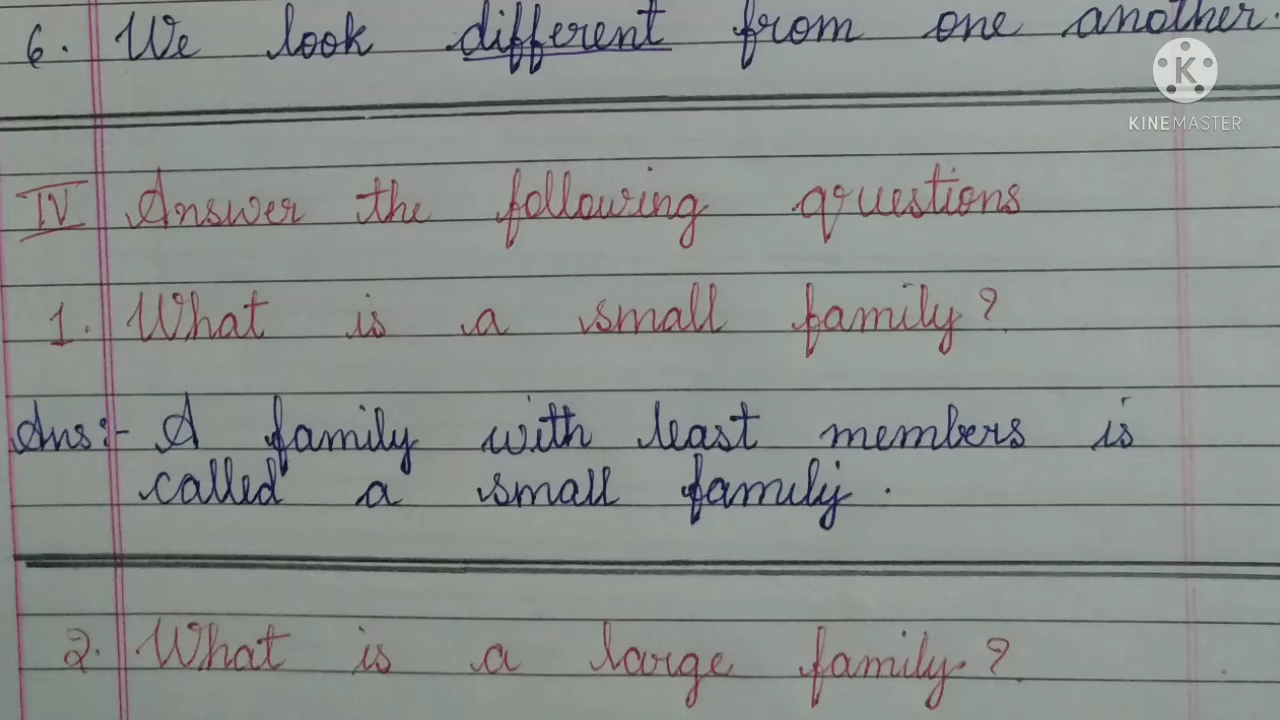 6. We look different from one another.
K
KINEMASTER
IV Answer the following questions
1. What is a small family?
Ans:- A family with least members is
called a small family.
2. What is a large family.?